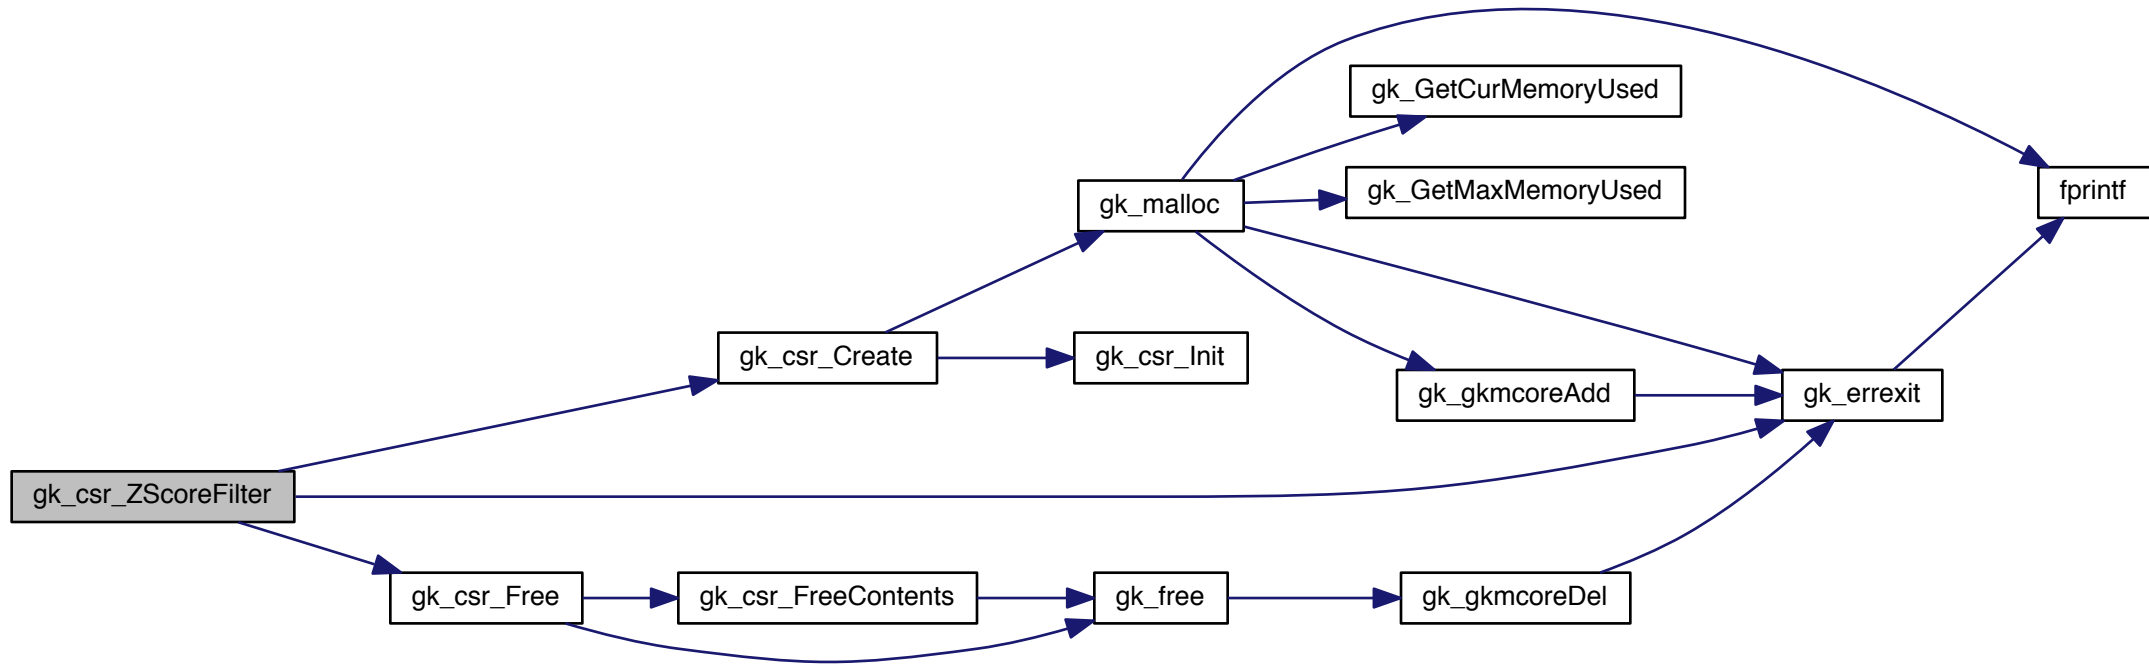 gk_GetCurMemoryUsed
gk_malloc
gk_GetMaxMemoryUsed
fprintf
gk_csr_Create
gk_csr_Init
gk_gkmcoreAdd
gk_errexit
gk_csr_ZScoreFilter
gk_csr_Free
gk_csr_FreeContents
gk_free
gk_gkmcoreDel